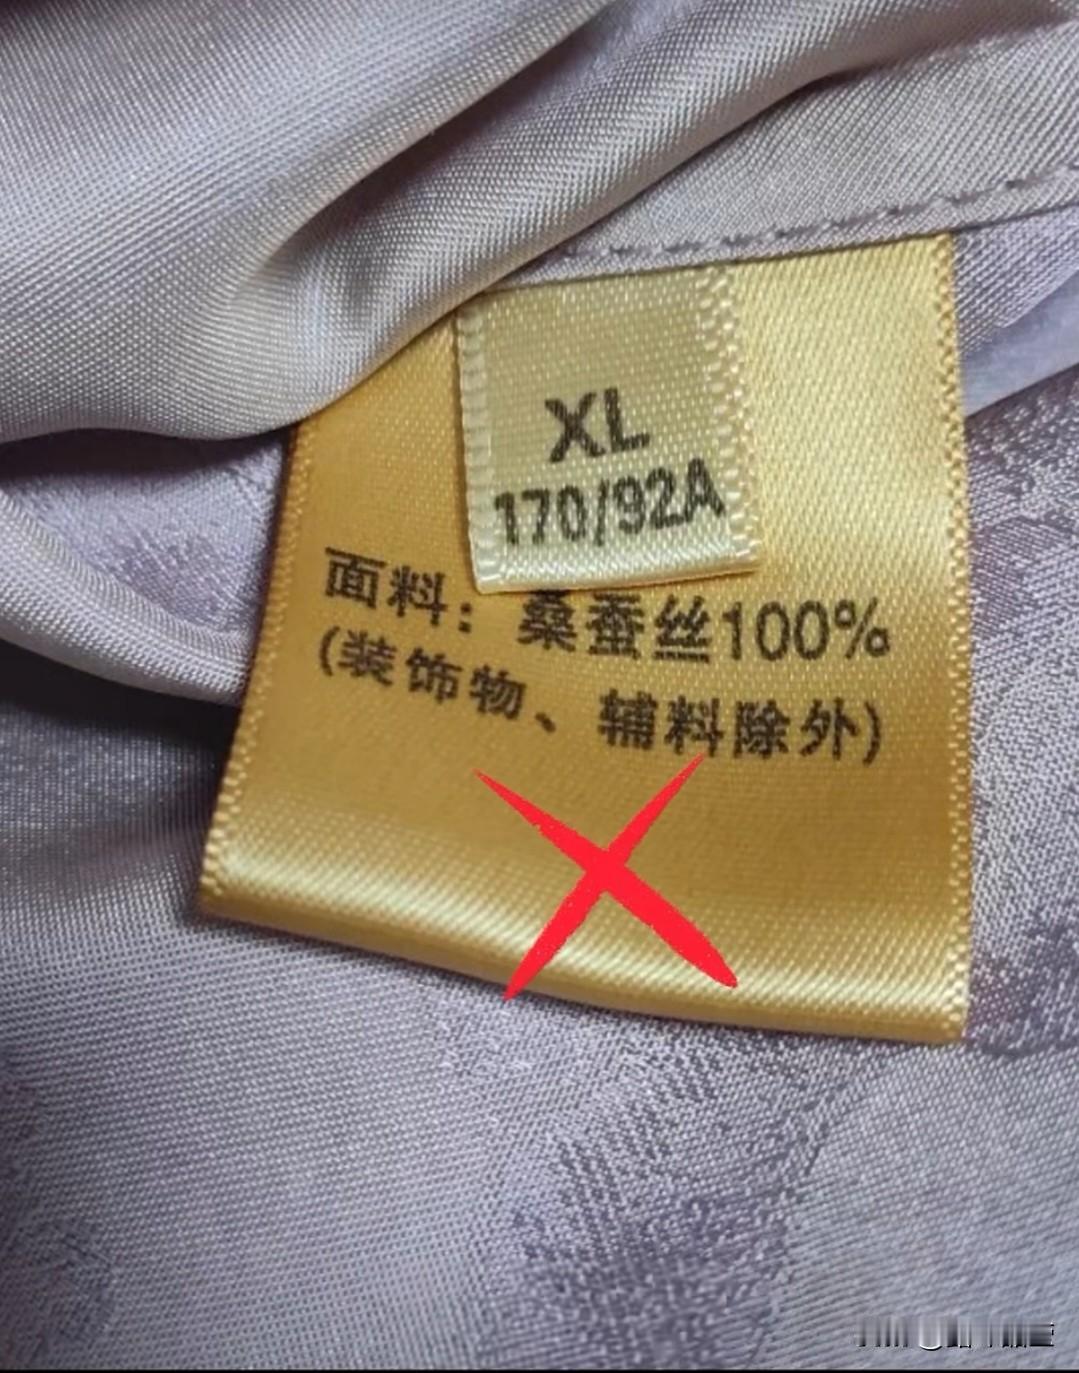 XL
170/92A
面料：桑蚕丝100%
(装饰物、辅料除外)